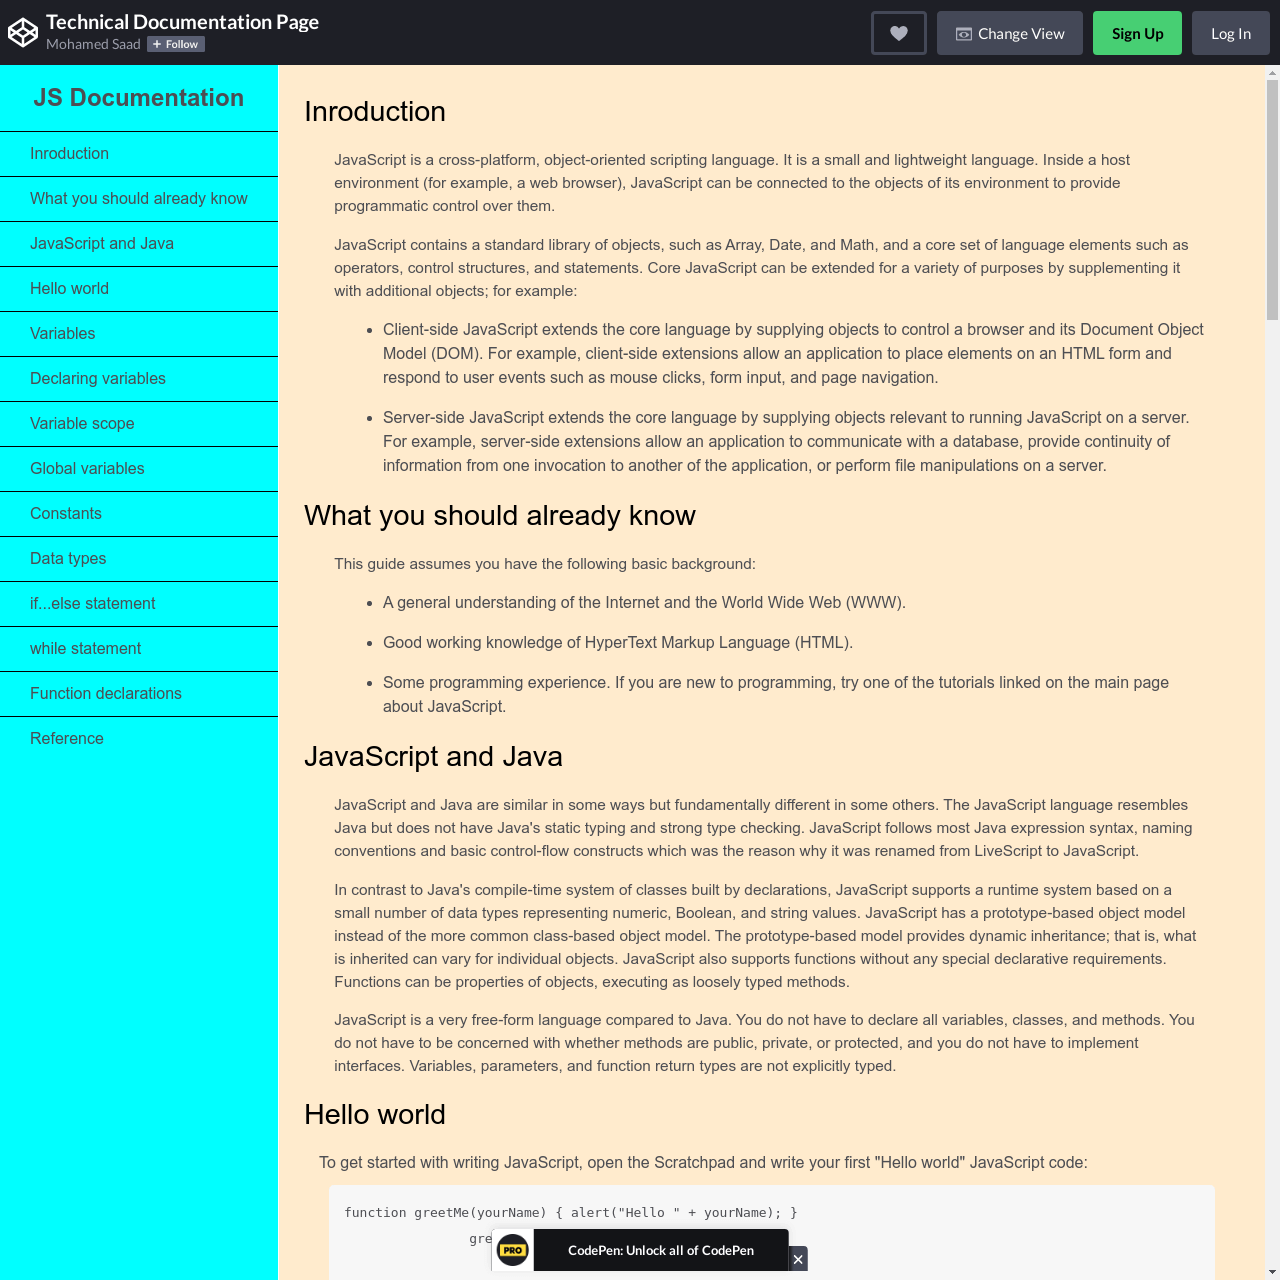 Technical Documentation Page
Mohamed Saad
+ Follow
Change View
Sign Up
Log In
JS Documentation
Inroduction
What you should already know
JavaScript and Java
Hello world
Variables
Declaring variables
Variable scope
Global variables
Constants
Data types
if...else statement
while statement
Function declarations
Reference
Inroduction
JavaScript is a cross-platform, object-oriented scripting language. It is a small and lightweight language. Inside a host
environment (for example, a web browser), JavaScript can be connected to the objects of its environment to provide
programmatic control over them.
JavaScript contains a standard library of objects, such as Array, Date, and Math, and a core set of language elements such as
operators, control structures, and statements. Core JavaScript can be extended for a variety of purposes by supplementing it
with additional objects; for example:
• Client-side JavaScript extends the core language by supplying objects to control a browser and its Document Object
Model (DOM). For example, client-side extensions allow an application to place elements on an HTML form and
respond to user events such as mouse clicks, form input, and page navigation.
• Server-side JavaScript extends the core language by supplying objects relevant to running JavaScript on a server.
For example, server-side extensions allow an application to communicate with a database, provide continuity of
information from one invocation to another of the application, or perform file manipulations on a server.
What you should already know
This guide assumes you have the following basic background:
• A general understanding of the Internet and the World Wide Web (WWW).
• Good working knowledge of HyperText Markup Language (HTML).
• Some programming experience. If you are new to programming, try one of the tutorials linked on the main page
about JavaScript.
JavaScript and Java
JavaScript and Java are similar in some ways but fundamentally different in some others. The JavaScript language resembles
Java but does not have Java's static typing and strong type checking. JavaScript follows most Java expression syntax, naming
conventions and basic control-flow constructs which was the reason why it was renamed from LiveScript to JavaScript.
In contrast to Java's compile-time system of classes built by declarations, JavaScript supports a runtime system based on a
small number of data types representing numeric, Boolean, and string values. JavaScript has a prototype-based object model
instead of the more common class-based object model. The prototype-based model provides dynamic inheritance; that is, what
is inherited can vary for individual objects. JavaScript also supports functions without any special declarative requirements.
Functions can be properties of objects, executing as loosely typed methods.
JavaScript is a very free-form language compared to Java. You do not have to declare all variables, classes, and methods. You
do not have to be concerned with whether methods are public, private, or protected, and you do not have to implement
interfaces. Variables, parameters, and function return types are not explicitly typed.
Hello world
To get started with writing JavaScript, open the Scratchpad and write your first "Hello world" JavaScript code:
function greetMe(yourName) { alert("Hello " + yourName); }
gre
PRO
CodePen: Unlock all of CodePen
×